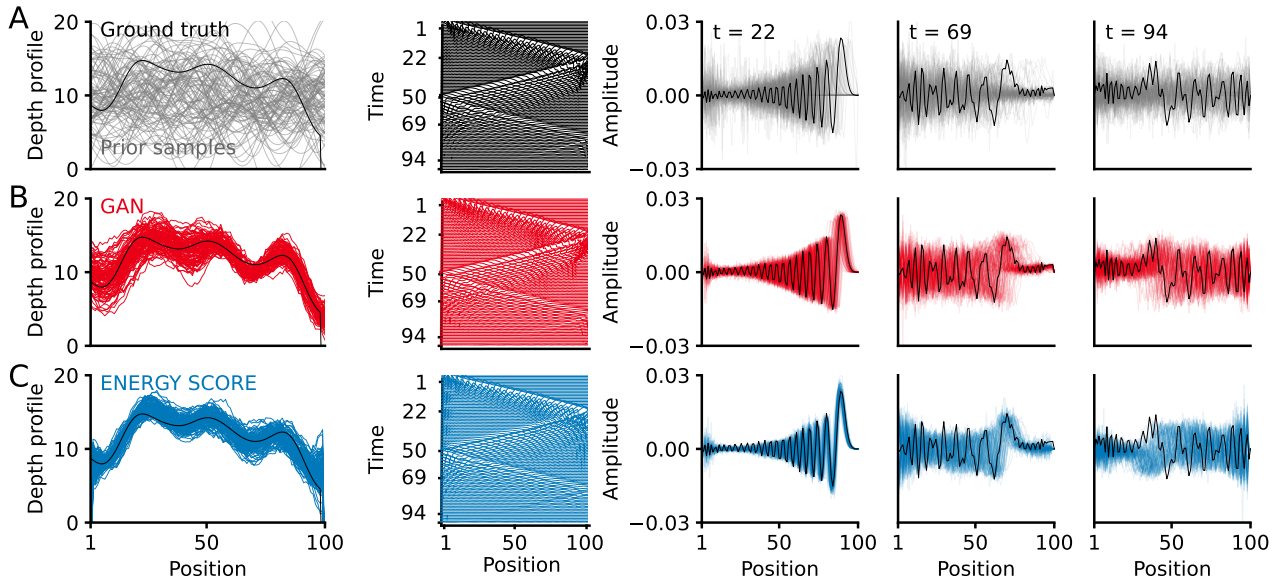 A
Depth profile
20
10
0
Ground truth
Prior samples
Time
1
22
50
69
94
Amplitude
0.03
0.00
−0.03
t = 22
t = 69
t = 94
B
Depth profile
20
10
0
GAN
Time
1
22
50
69
94
Amplitude
0.03
0.00
−0.03
C
Depth profile
20
10
0
ENERGY SCORE
Time
1
22
50
69
94
Amplitude
0.03
0.00
−0.03
1 50 100
Position
1 50 100
Position
1 50 100
Position
1 50 100
Position
1 50 100
Position